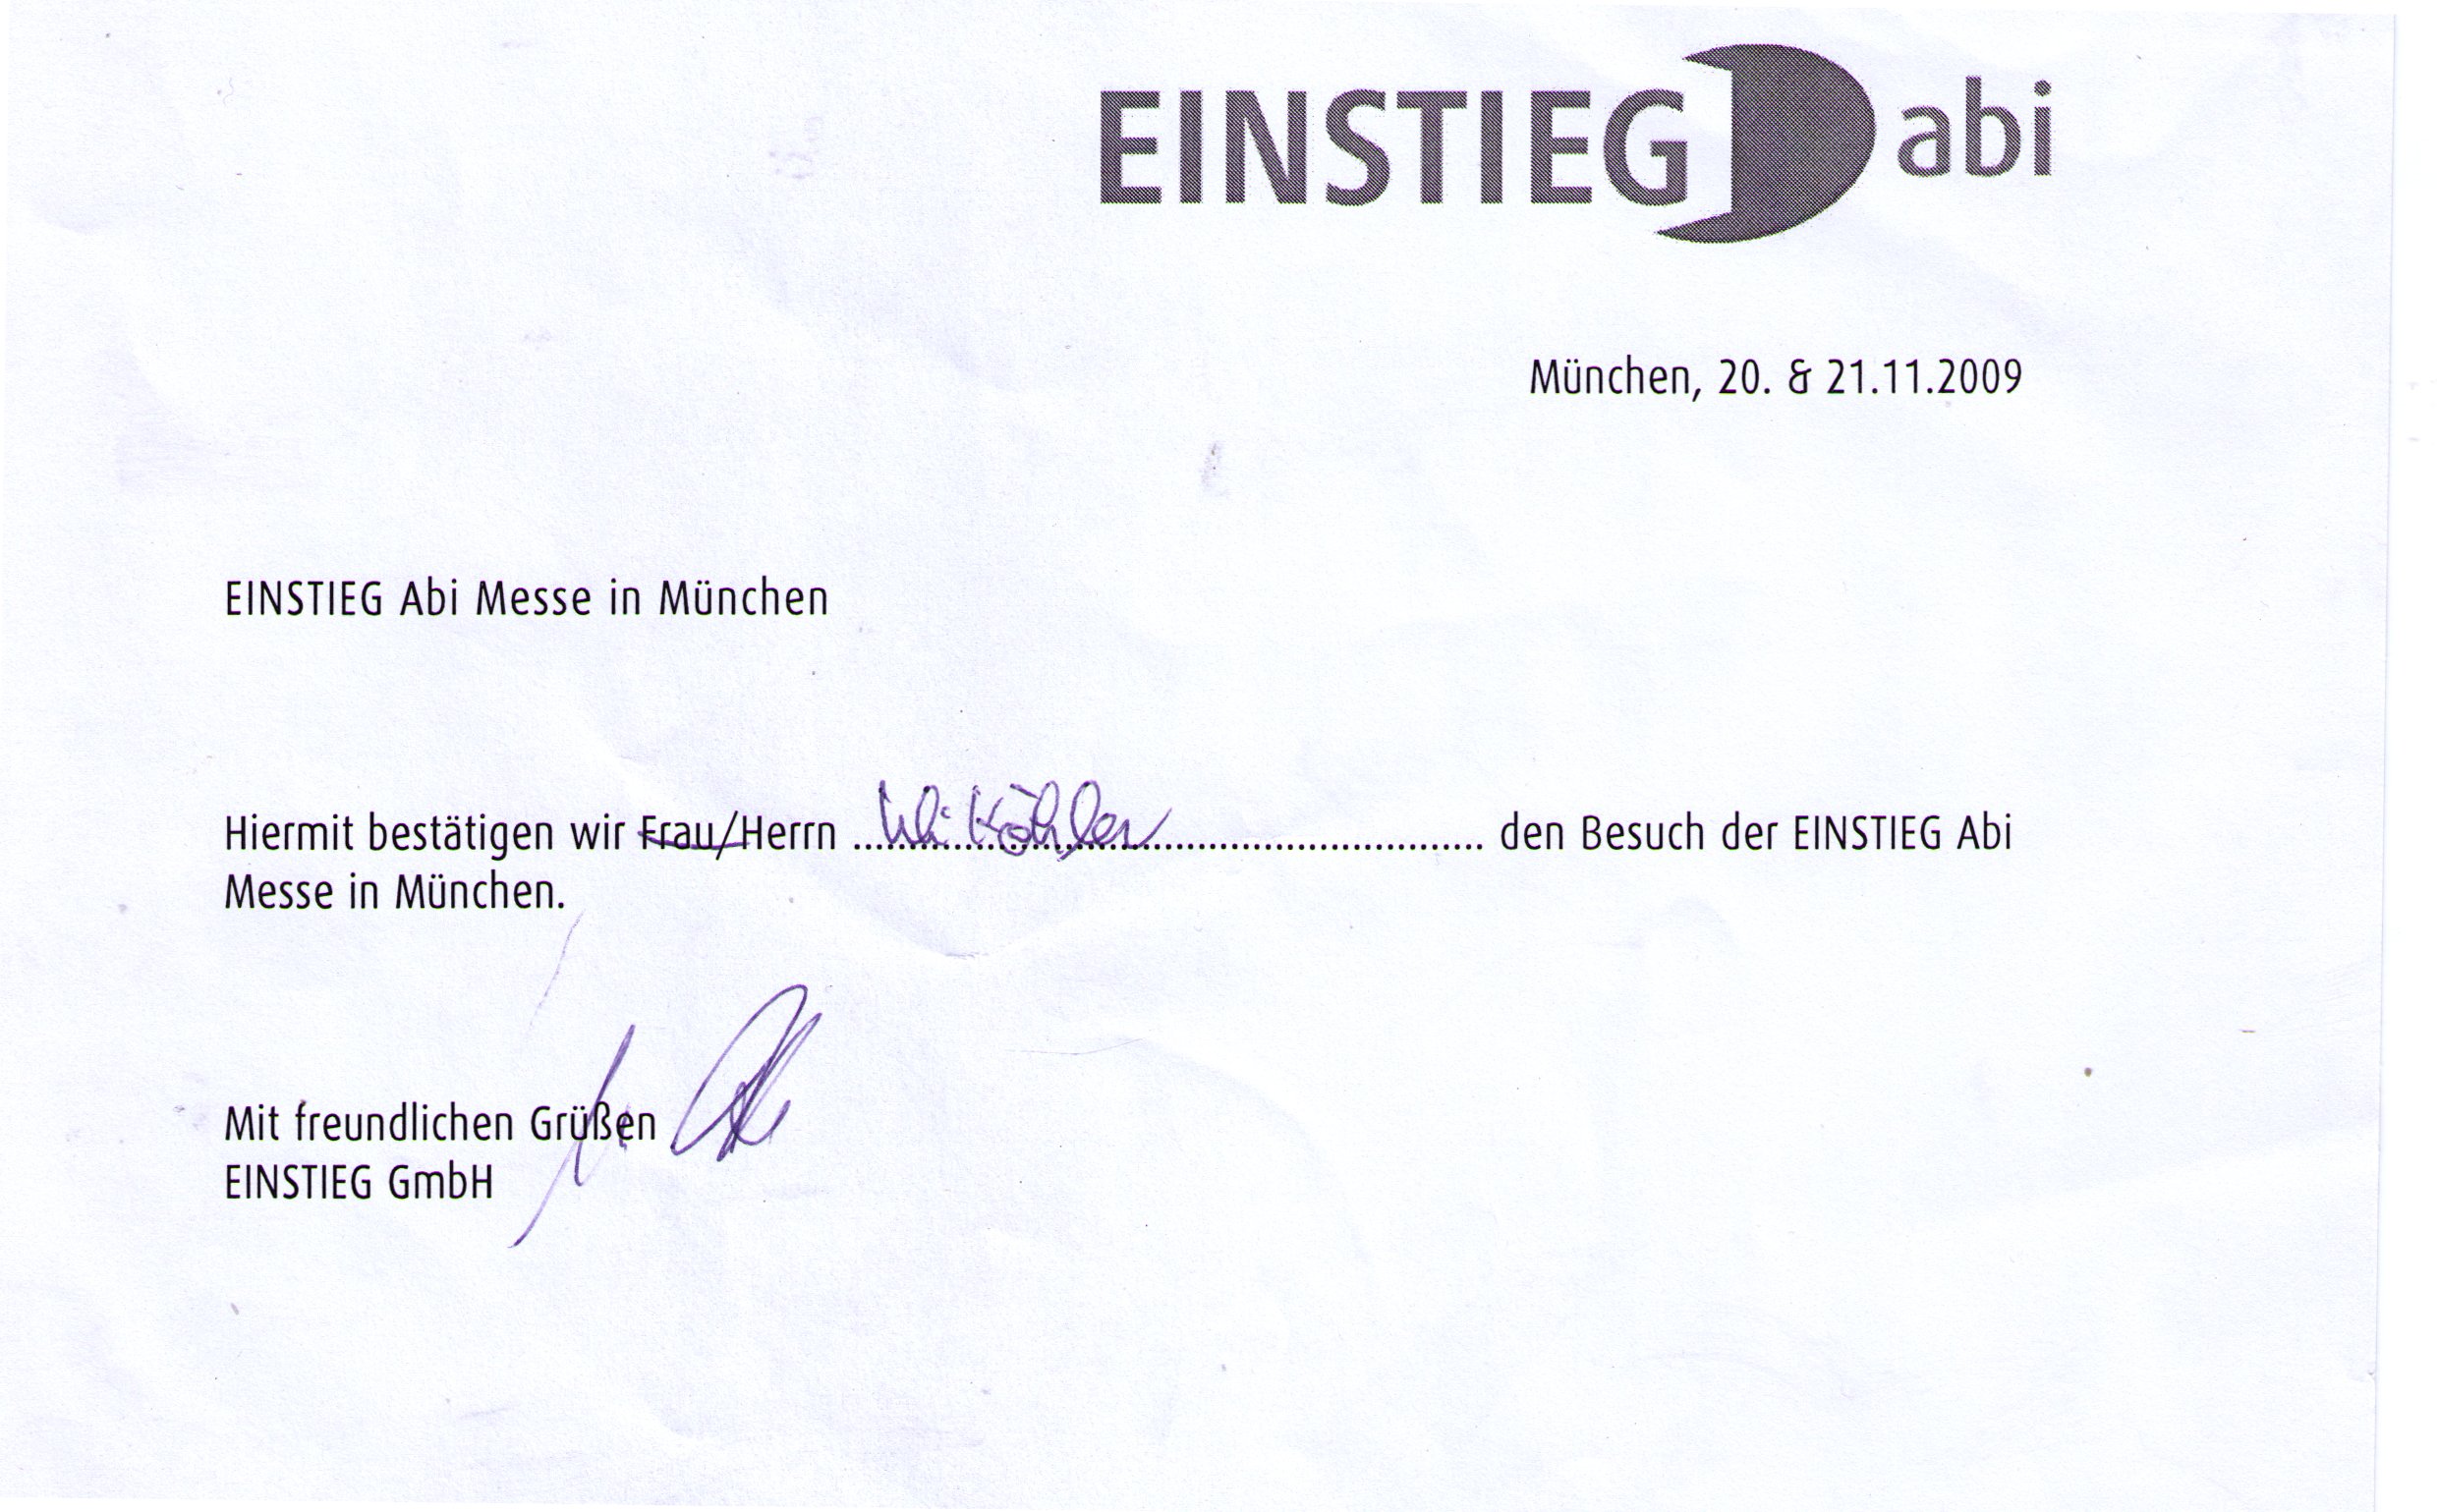 EINSTIEG abi
München, 20. & 21.11.2009
EINSTIEG Abi Messe in München
Hiermit bestätigen wir Frau/Herrn Uli Köhler den Besuch der EINSTIEG Abi
Messe in München.
Mit freundlichen Grüßen
EINSTIEG GmbH